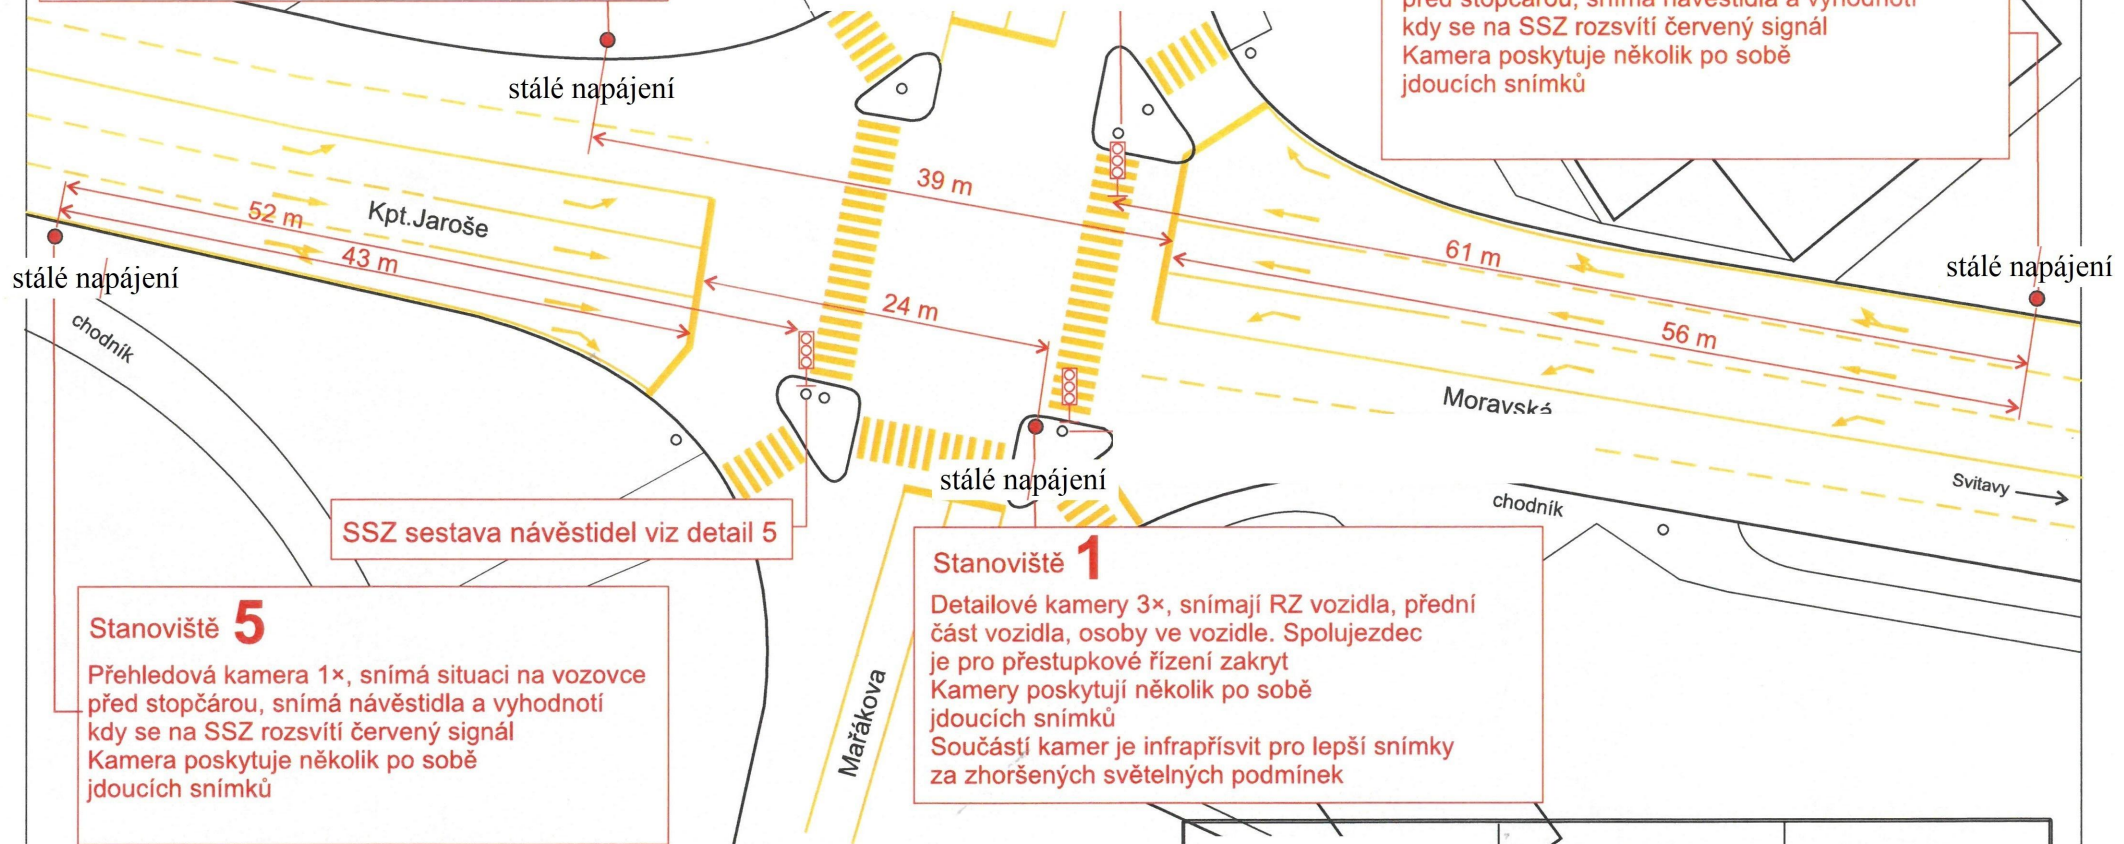 před stopčárou, snímá návěstidla a vyhodnotí
kdy se na SSZ rozsvítí červený signál
Kamera poskytuje několik po sobě
jdoucích snímků
stálé napájení
39 m
52 m
Kpt.Jaroše
43 m
61 m
stálé napájení
stálé napájení
24 m
56 m
chodník
Moravská
stálé napájení
Svitavy
chodník
SSZ sestava návěstidel viz detail 5
Stanoviště 1
Detailové kamery 3×, snímají RZ vozidla, přední
část vozidla, osoby ve vozidle. Spolujezdec
je pro přestupkové řízení zakryt
Kamery poskytují několik po sobě
jdoucích snímků
Součástí kamer je infrapřísvit pro lepší snímky
za zhoršených světelných podmínek
Stanoviště 5
Přehledová kamera 1×, snímá situaci na vozovce
před stopčárou, snímá návěstidla a vyhodnotí
kdy se na SSZ rozsvítí červený signál
Kamera poskytuje několik po sobě
jdoucích snímků
Mařákova